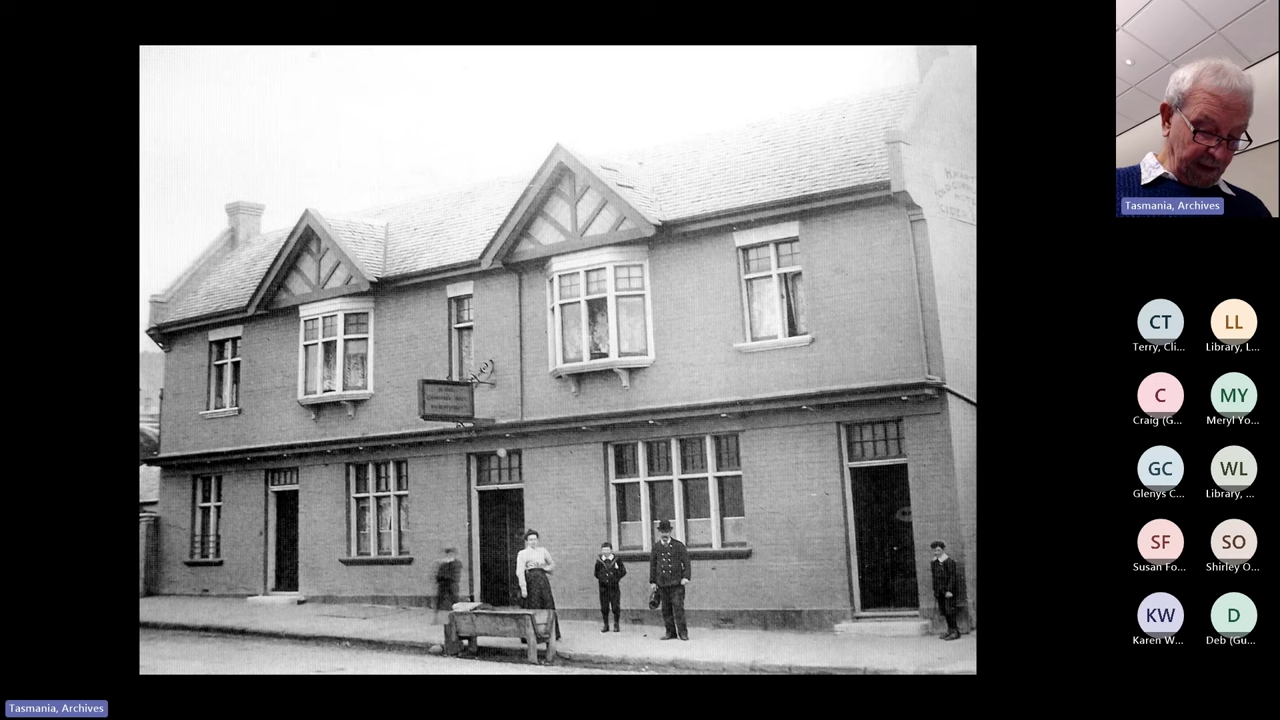 Tasmania, Archives
CT
LL
Terry, Cli...
Library, L...
C
MY
Craig (G...
Meryl Yo...
GC
WL
Glenys C...
Library, ...
SF
SO
Susan Fo...
Shirley O...
KW
D
Karen W...
Deb (Gu...
Tasmania, Archives